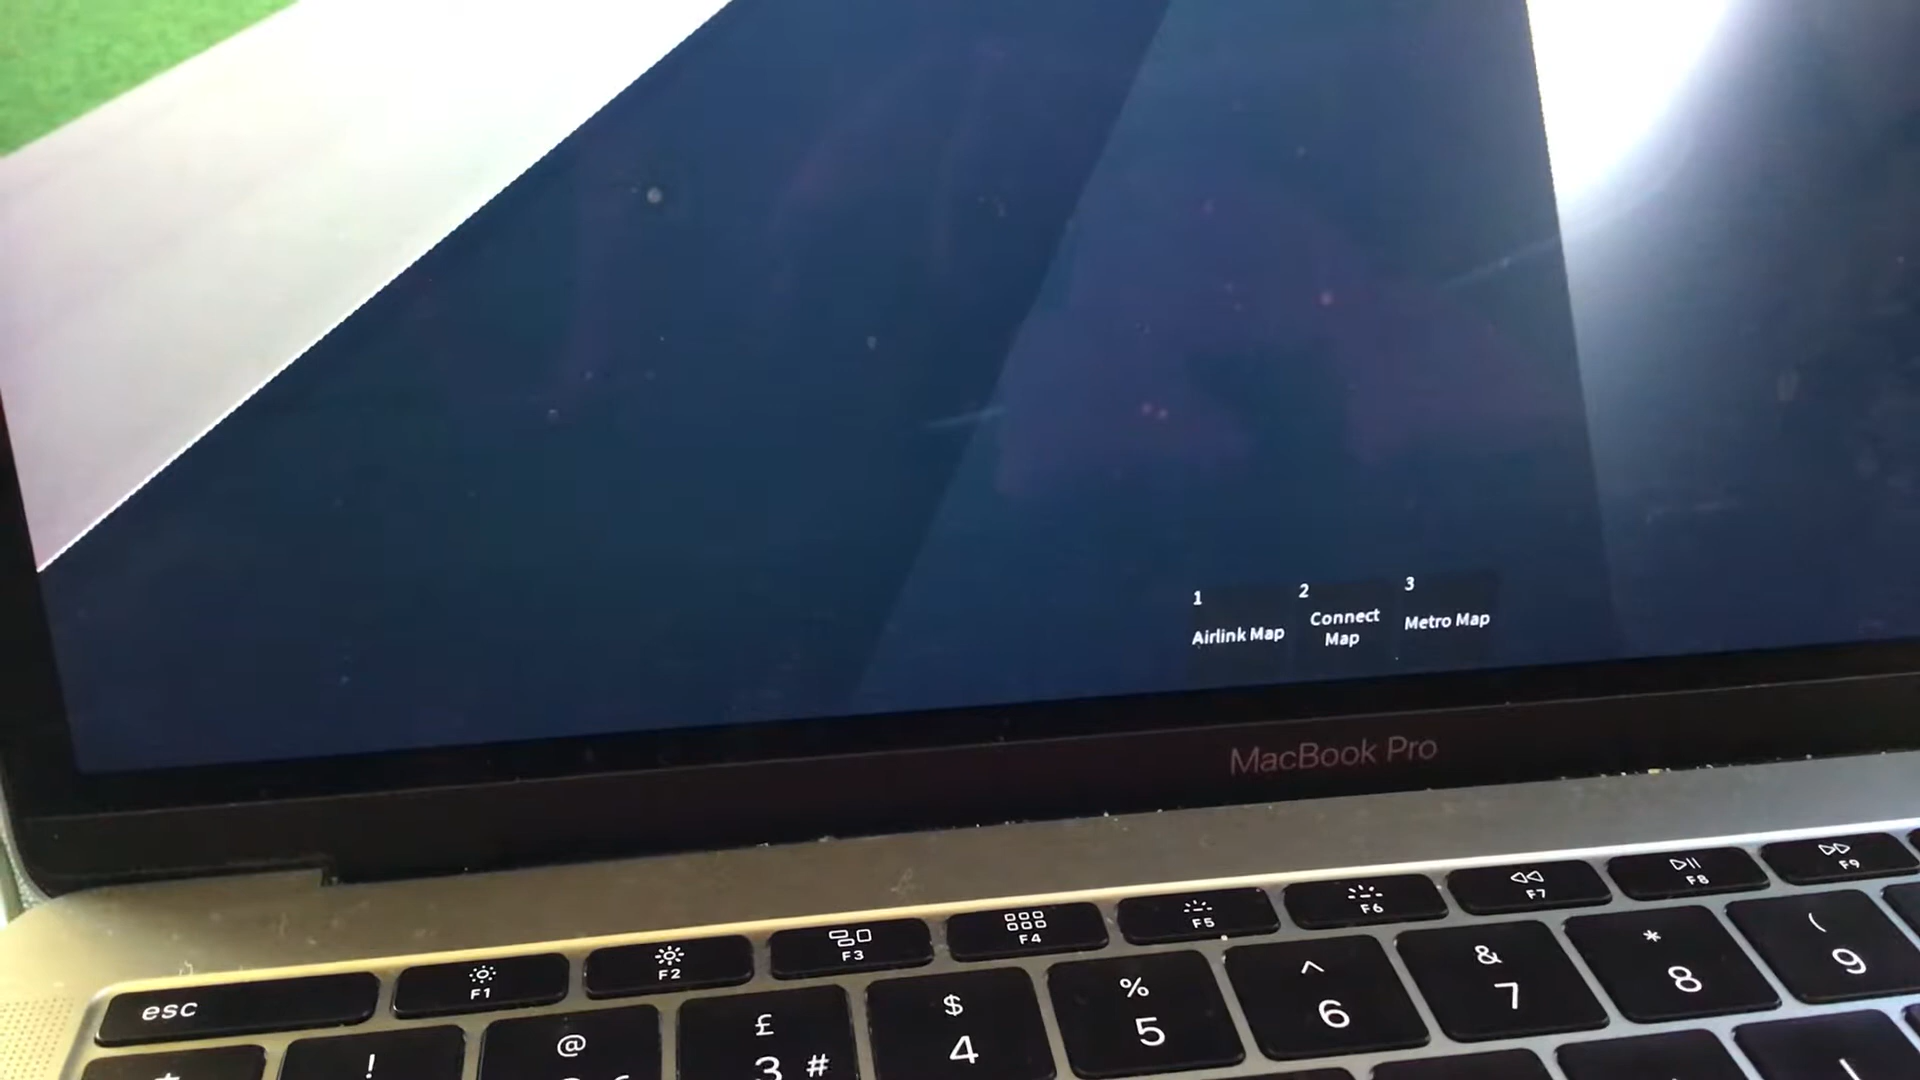 1
2
3
Airlink Map
Connect
Map
Metro Map
MacBook Pro
esc
F1
F2
F3
F4
F5
F6
F7
F8
F9
!
@
£
3 #
$
4
%
5
^
6
&
7
*
8
(
9